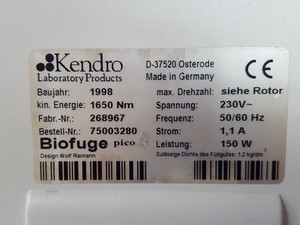 Kendro
Laboratory Products
D-37520 Osterode
Made in Germany
CE
Baujahr: 1998
max. Drehzahl: siehe Rotor
kin. Energie: 1650 Nm
Spannung: 230V~
Fabr.-Nr.: 268967
Frequenz: 50/60 Hz
Bestell-Nr.: 75003280
Strom: 1,1 A
Biofuge pico
Leistung: 150 W
Design Wolf Raimann
Zulässige Dichte des Füllgutes: 1,2 kg/dm